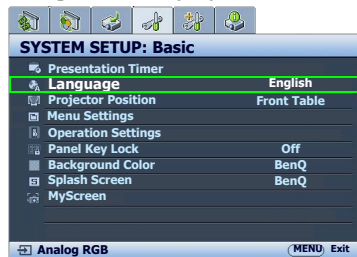 SYSTEM SETUP: Basic
Presentation Timer
Language English
Projector Position Front Table
Menu Settings
Operation Settings
Panel Key Lock Off
Background Color BenQ
Splash Screen BenQ
MyScreen
Analog RGB MENU Exit